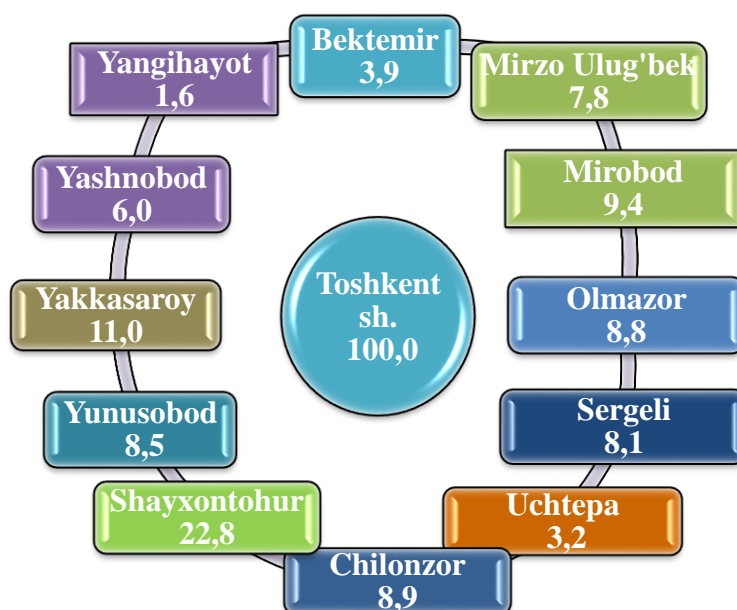 Bektemir
3,9
Mirzo Ulug'bek
7,8
Mirobod
9,4
Olmazor
8,8
Sergeli
8,1
Uchtepa
3,2
Chilonzor
8,9
Shayxontohur
22,8
Yunusobod
8,5
Yakkasaroy
11,0
Yashnobod
6,0
Yangihayot
1,6
Toshkent
sh.
100,0